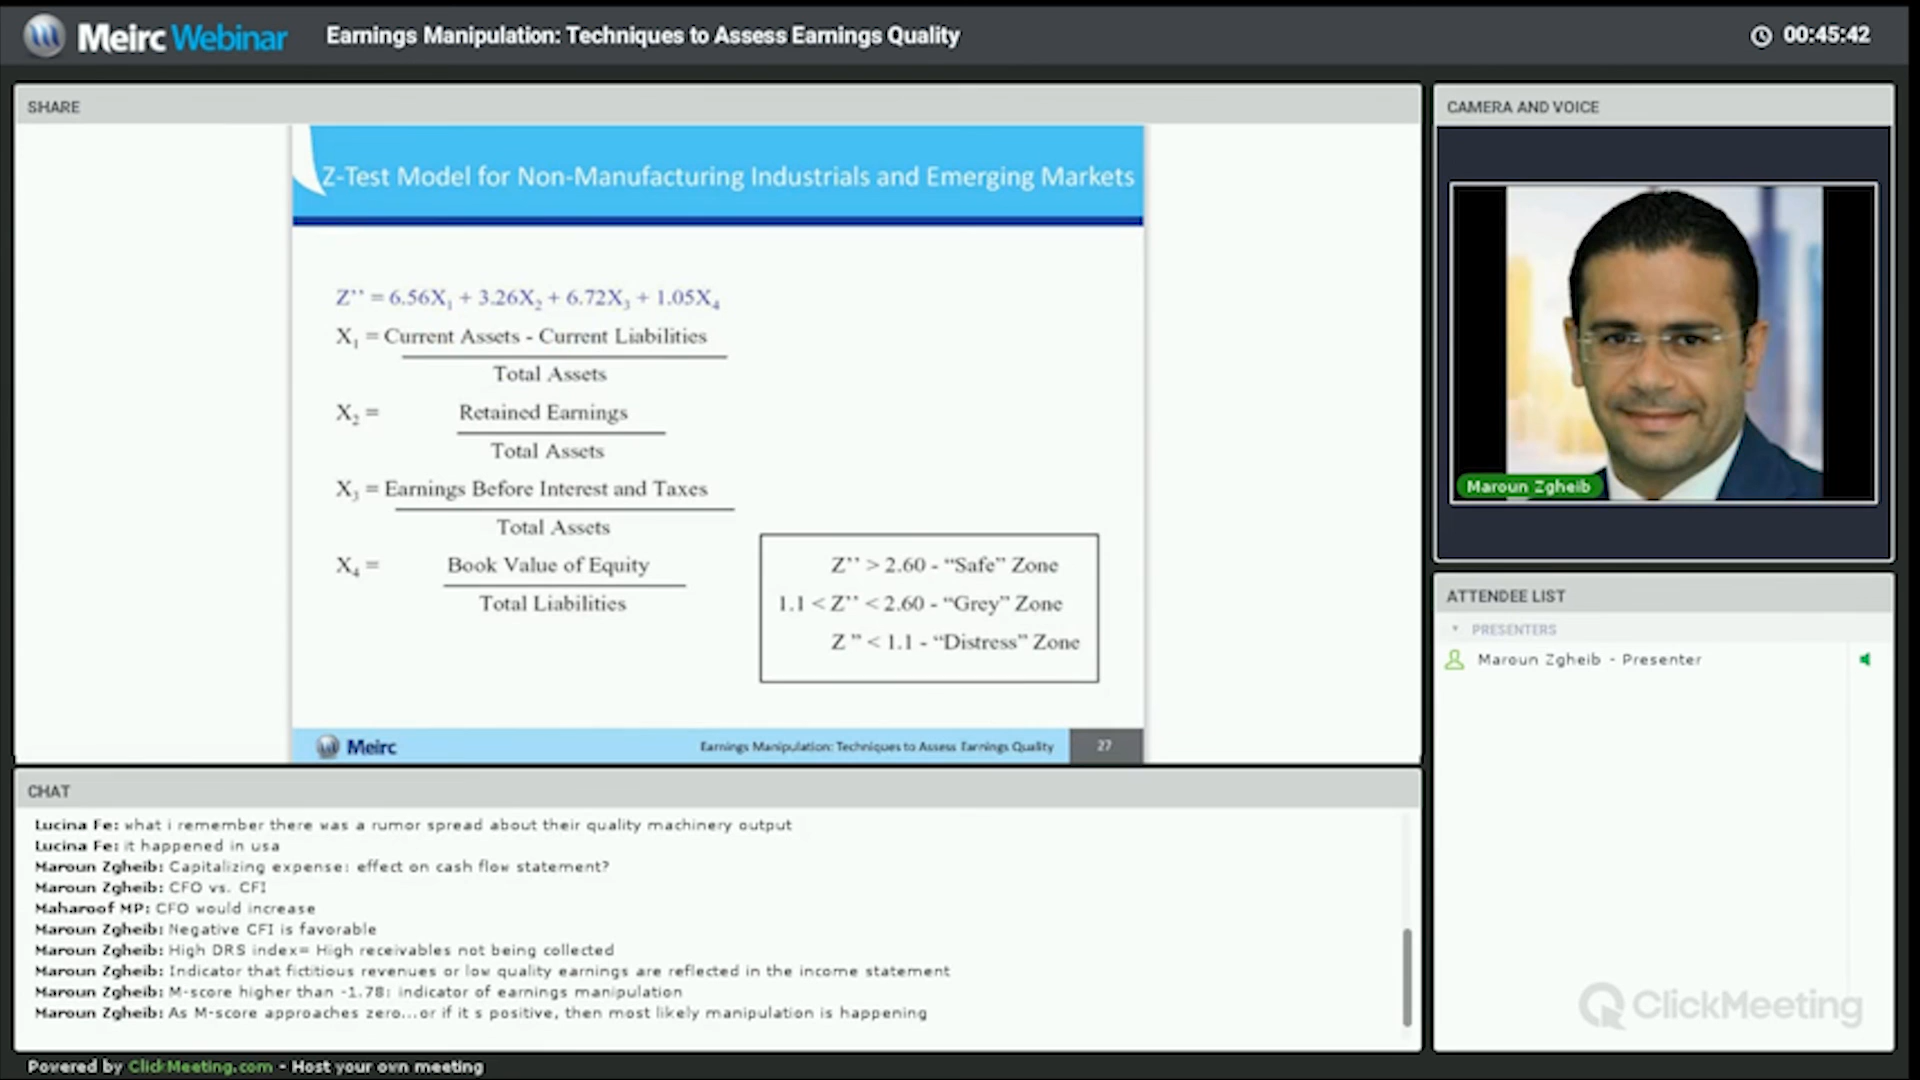 Meirc Webinar
Earnings Manipulation: Techniques to Assess Earnings Quality
00:45:42
SHARE
Z-Test Model for Non-Manufacturing Industrials and Emerging Markets
Z’’ = 6.56X₁ + 3.26X₂ + 6.72X₃ + 1.05X₄
X₁ = Current Assets - Current Liabilities
Total Assets
X₂ = Retained Earnings
Total Assets
X₃ = Earnings Before Interest and Taxes
Total Assets
X₄ = Book Value of Equity
Total Liabilities
Z’’ > 2.60 - “Safe” Zone
1.1 < Z’’ < 2.60 - “Grey” Zone
Z ” < 1.1 - “Distress” Zone
Meirc
Earnings Manipulation: Techniques to Assess Earnings Quality
27
CAMERA AND VOICE
Maroun Zgheib
ATTENDEE LIST
PRESENTERS
Maroun Zgheib - Presenter
CHAT
Lucina Fe: what i remember there was a rumor spread about their quality machinery output
Lucina Fe: it happened in usa
Maroun Zgheib: Capitalizing expense: effect on cash flow statement?
Maroun Zgheib: CFO vs. CFI
Maharoof MP: CFO would increase
Maroun Zgheib: Negative CFI is favorable
Maroun Zgheib: High DRS index= High receivables not being collected
Maroun Zgheib: Indicator that fictitious revenues or low quality earnings are reflected in the income statement
Maroun Zgheib: M-score higher than -1.78: indicator of earnings manipulation
Maroun Zgheib: As M-score approaches zero...or if it s positive, then most likely manipulation is happening
ClickMeeting
Powered by ClickMeeting.com - Host your own meeting